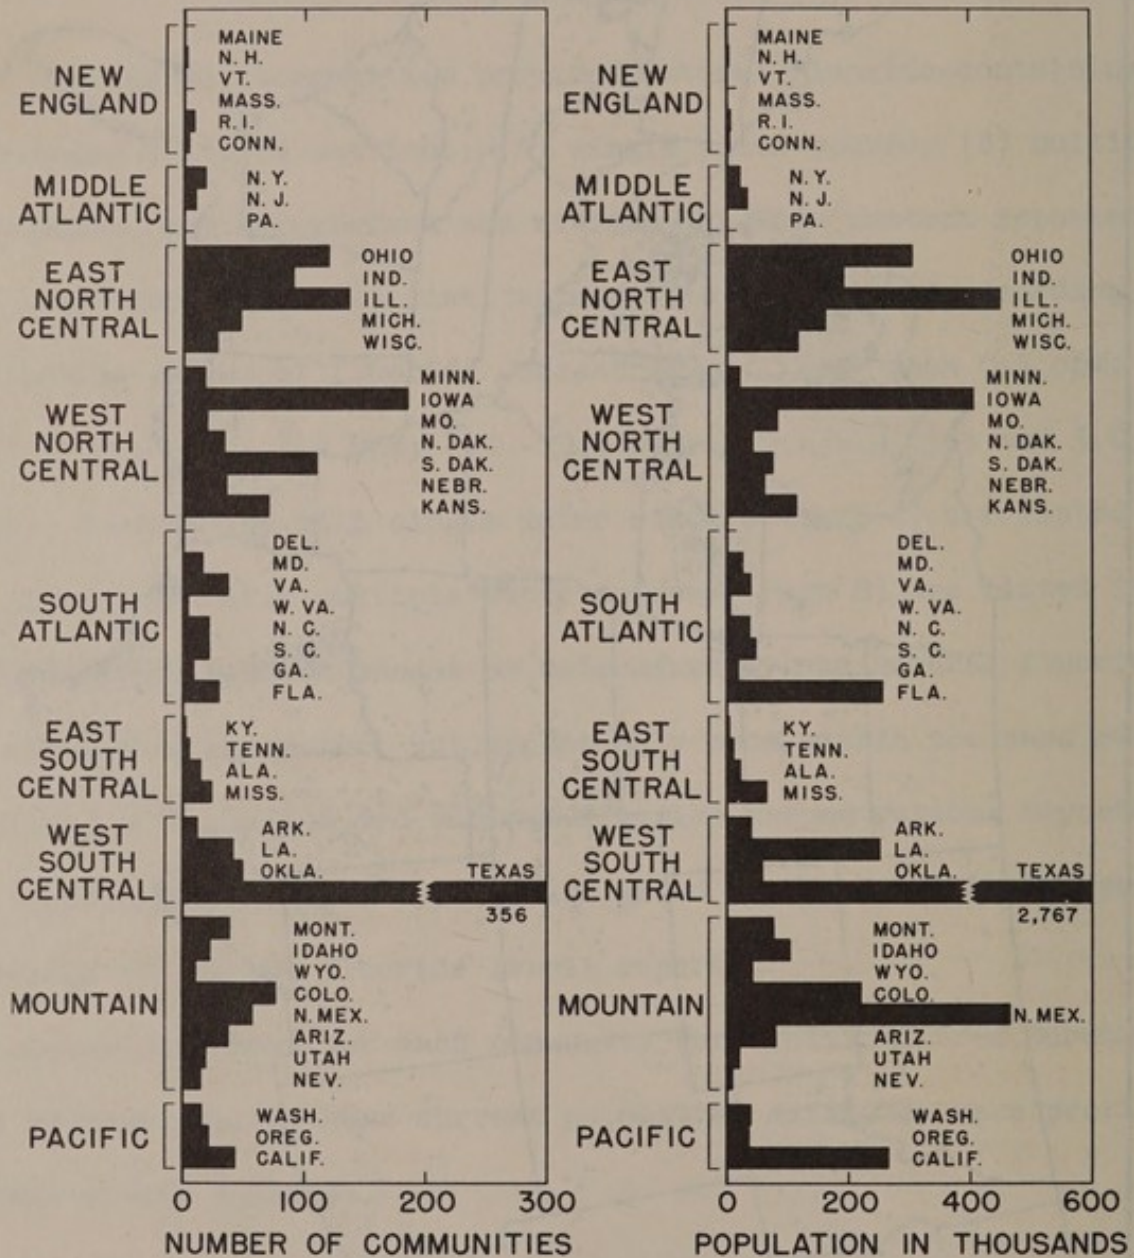 NEW
ENGLAND
MAINE
N. H.
VT.
MASS.
R. I.
CONN.
MIDDLE
ATLANTIC
N. Y.
N. J.
PA.
EAST
NORTH
CENTRAL
OHIO
IND.
ILL.
MICH.
WISC.
WEST
NORTH
CENTRAL
MINN.
IOWA
MO.
N. DAK.
S. DAK.
NEBR.
KANS.
SOUTH
ATLANTIC
DEL.
MD.
VA.
W. VA.
N. C.
S. C.
GA.
FLA.
EAST
SOUTH
CENTRAL
KY.
TENN.
ALA.
MISS.
WEST
SOUTH
CENTRAL
ARK.
LA.
OKLA.
TEXAS
356
MOUNTAIN
MONT.
IDAHO
WYO.
COLO.
N. MEX.
ARIZ.
UTAH
NEV.
PACIFIC
WASH.
OREG.
CALIF.
0 100 200 300
NUMBER OF COMMUNITIES
NEW
ENGLAND
MAINE
N. H.
VT.
MASS.
R. I.
CONN.
MIDDLE
ATLANTIC
N. Y.
N. J.
PA.
EAST
NORTH
CENTRAL
OHIO
IND.
ILL.
MICH.
WISC.
WEST
NORTH
CENTRAL
MINN.
IOWA
MO.
N. DAK.
S. DAK.
NEBR.
KANS.
SOUTH
ATLANTIC
DEL.
MD.
VA.
W. VA.
N. C.
S. C.
GA.
FLA.
EAST
SOUTH
CENTRAL
KY.
TENN.
ALA.
MISS.
WEST
SOUTH
CENTRAL
ARK.
LA.
OKLA.
TEXAS
2,767
MOUNTAIN
MONT.
IDAHO
WYO.
COLO.
N. MEX.
ARIZ.
UTAH
NEV.
PACIFIC
WASH.
OREG.
CALIF.
0 200 400 600
POPULATION IN THOUSANDS